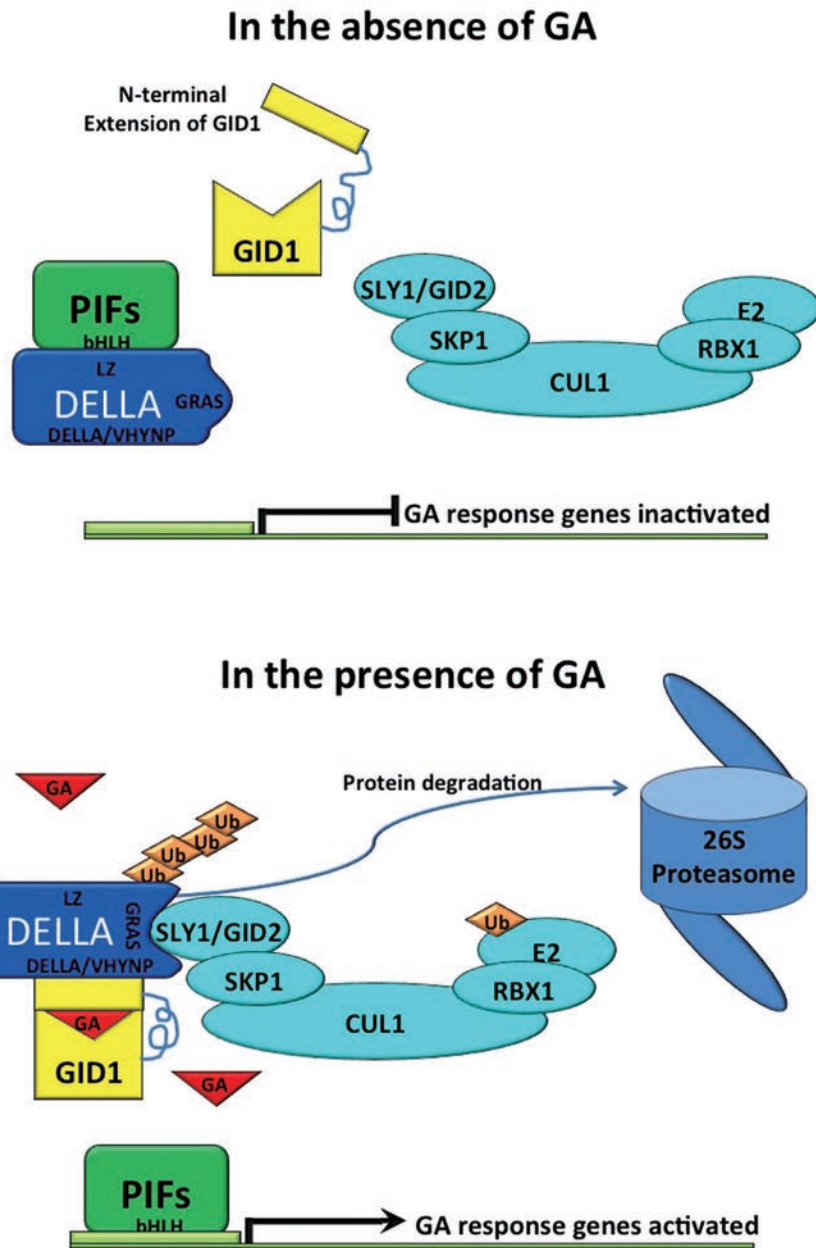 In the absence of GA
N-terminal
Extension of GID1
GID1
PIFs
bHLH
LZ
DELLA
GRAS
DELLA/VHYNP
SLY1/GID2
SKP1
CUL1
RBX1
E2
GA response genes inactivated
In the presence of GA
GA
Protein degradation
26S
Proteasome
Ub
Ub
Ub
Ub
LZ
DELLA
GRAS
DELLA/VHYNP
SLY1/GID2
SKP1
CUL1
RBX1
E2
Ub
GA
GID1
GA
PIFs
bHLH
GA response genes activated